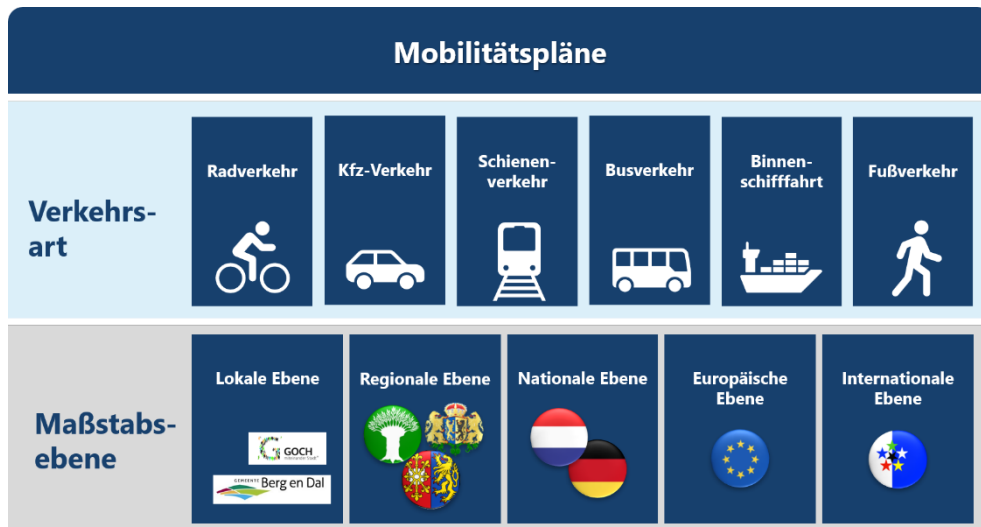 Mobilitätspläne
Verkehrs-
art
Radverkehr
Kfz-Verkehr
Schienen-
verkehr
Busverkehr
Binnen-
schifffahrt
Fußverkehr
Maßstabs-
ebene
Lokale Ebene
GOCH
GEMEENTE Berg en Dal
Regionale Ebene
Nationale Ebene
Europäische
Ebene
Internationale
Ebene